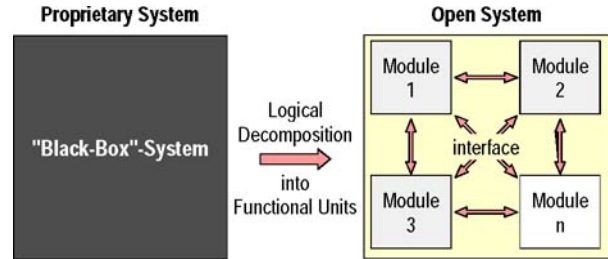 Proprietary System
Open System
"Black-Box"-System
Logical
Decomposition
into
Functional Units
Module
1
Module
2
interface
Module
3
Module
n